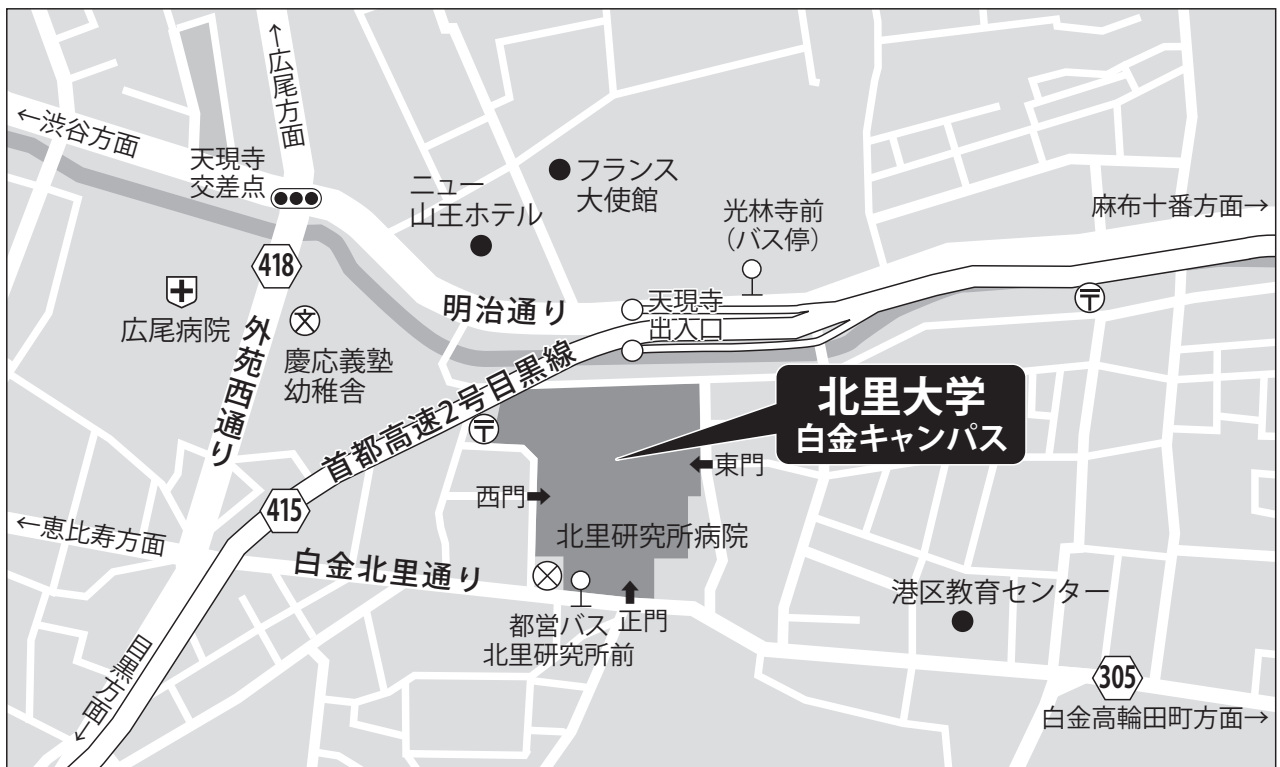 ←広尾方面
←渋谷方面
天現寺
交差点
ニュー
山王ホテル
フランス
大使館
光林寺前
（バス停）
麻布十番方面→
418
広尾病院
外苑西通り
慶応義塾
幼稚舎
明治通り
天現寺
出入口
〒
首都高速2号目黒線
〒
北里大学
白金キャンパス
←東門
西門→
415
←恵比寿方面
北里研究所病院
白金北里通り
都営バス
北里研究所前
正門
港区教育センター
目黒方面→
305
白金高輪田町方面→